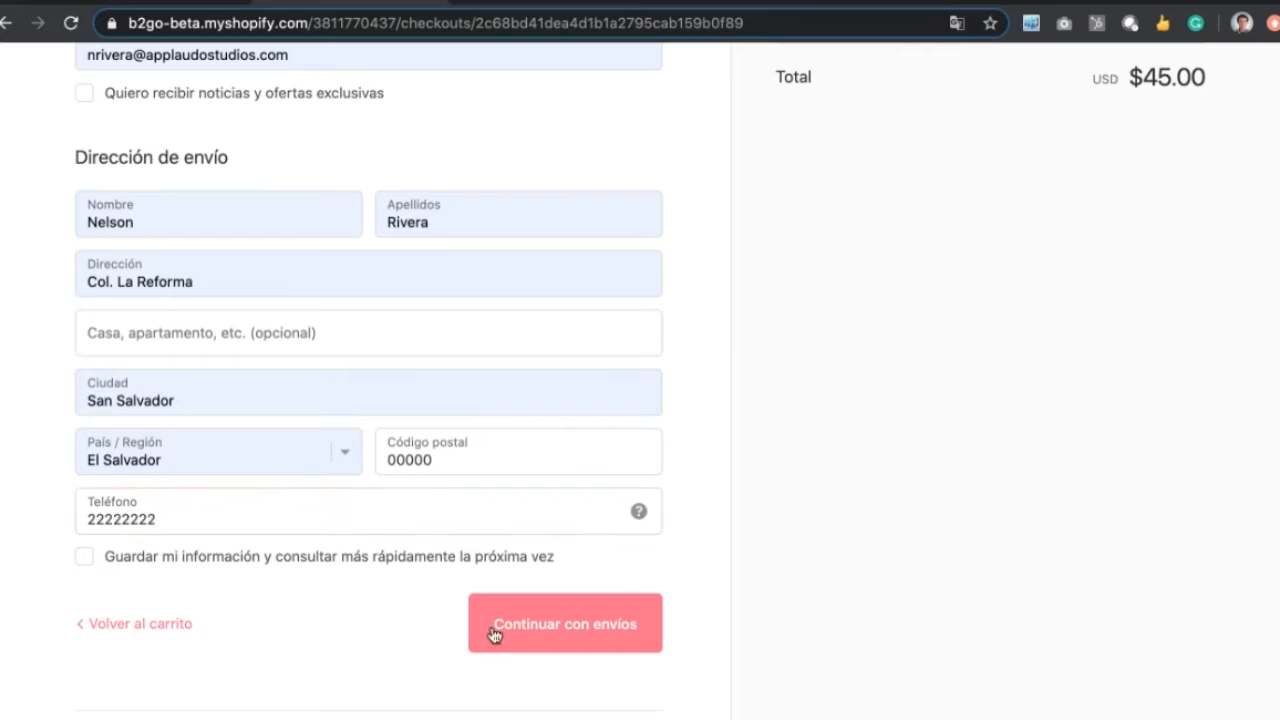 b2go-beta.myshopify.com/3811770437/checkouts/2c68bd41dea4d1b1a2795cab159b0f89
nrivera@applaudostudios.com
Quiero recibir noticias y ofertas exclusivas
Dirección de envío
Nombre
Nelson
Apellidos
Rivera
Dirección
Col. La Reforma
Casa, apartamento, etc. (opcional)
Ciudad
San Salvador
País / Región
El Salvador
Código postal
00000
Teléfono
22222222
?
Guardar mi información y consultar más rápidamente la próxima vez
< Volver al carrito
Continuar con envíos
Total
USD $45.00